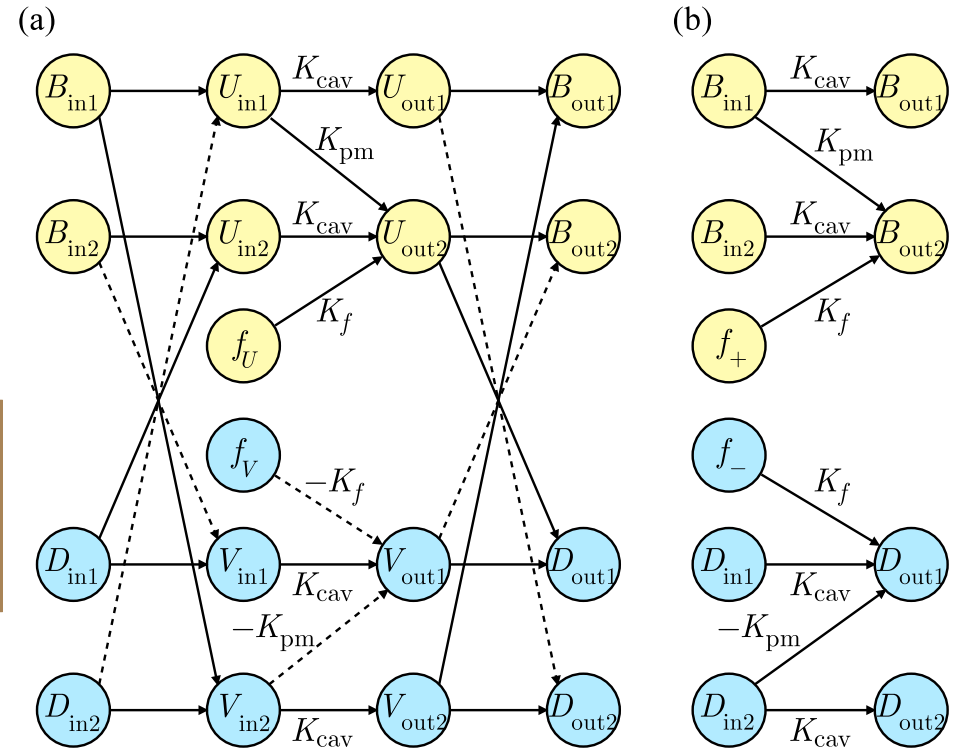 (a)
(b)
B_in1
U_in1
K_cav
U_out1
B_out1
B_in1
K_cav
B_out1
K_pm
K_pm
B_in2
U_in2
K_cav
U_out2
B_out2
B_in2
K_cav
B_out2
f_U
K_f
f_+
K_f
f_V
−K_f
f_−
K_f
D_in1
V_in1
K_cav
V_out1
D_out1
D_in1
K_cav
D_out1
−K_pm
−K_pm
D_in2
V_in2
K_cav
V_out2
D_out2
D_in2
K_cav
D_out2